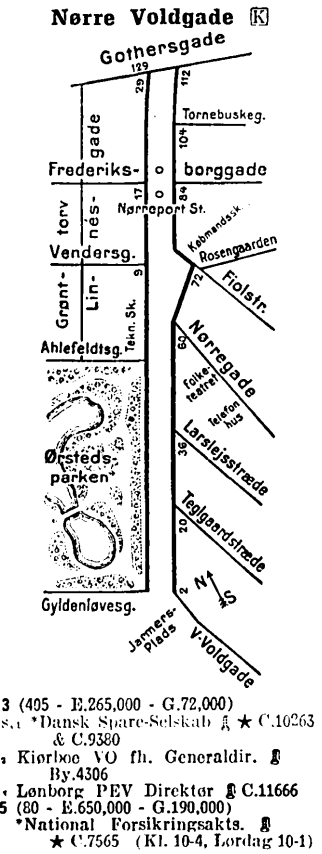 Nørre Voldgade K
Gothersgade
129
29
112
Tornebuskeg.
104
Frederiks- borggade
17
84
Nørreport St.
Grønt- torv
Lin- nés- gade
Købmandssk.
Rosengaarden
Vendersg.
9
72
Fiolstr.
Tekn. Sk.
Nørregade
60
Ahlefeldtsg.
Folke-
teatret
Telefon
hus
36
Larslejsstræde
Ørsteds-
parken
20
Teglgaardstræde
N
S
2
Gyldenløvesg.
Jarmers-
Plads
V. Voldgade
3 (405 - E.265,000 - G.72,000)
*Dansk Spare-Selskab ★ C.10263
& C.9380
Kiørboe VO fh. Generaldir.
By.4306
Lønborg PEV Direktør C.11666
5 (80 - E.650,000 - G.190,000)
*National Forsikringsakts.
★ C.7565 (Kl. 10-4, Lørdag 10-1)